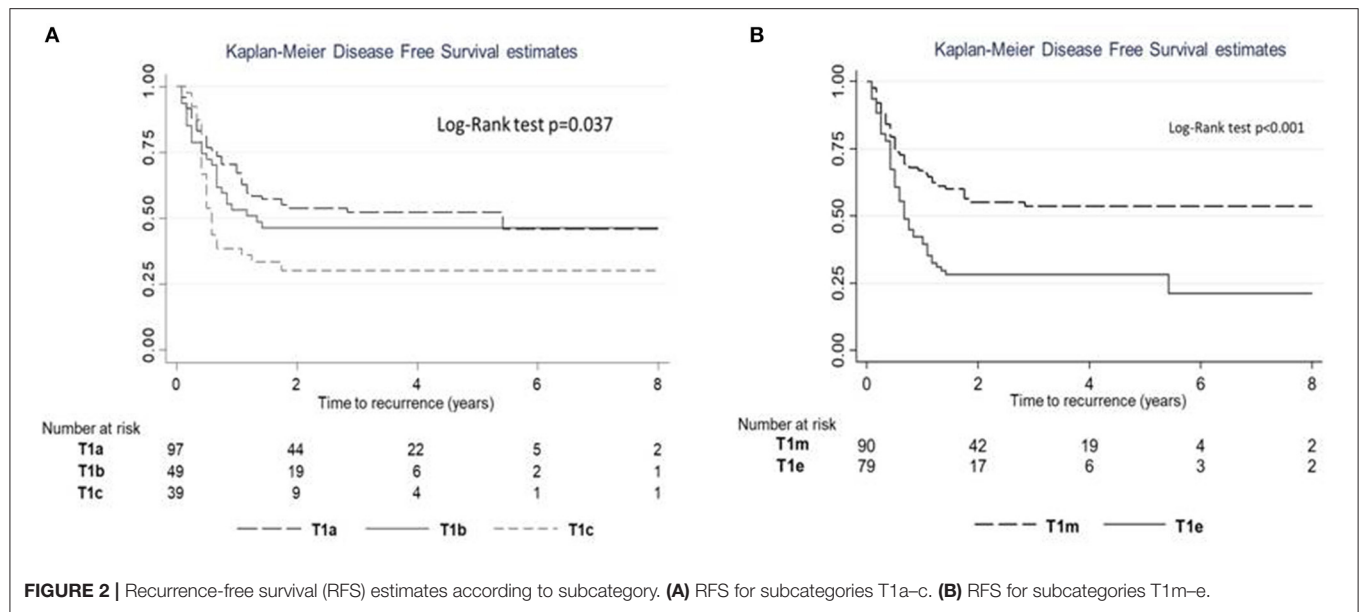 A
Kaplan-Meier Disease Free Survival estimates
Log-Rank test p=0.037
1.00
0.75
0.50
0.25
0.00
0 2 4 6 8
Time to recurrence (years)
Number at risk
T1a 97 44 22 5 2
T1b 49 19 6 2 1
T1c 39 9 4 1 1
T1a T1b T1c
B
Kaplan-Meier Disease Free Survival estimates
Log-Rank test p<0.001
1.00
0.75
0.50
0.25
0.00
0 2 4 6 8
Time to recurrence (years)
Number at risk
T1m 90 42 19 4 2
T1e 79 17 6 3 2
T1m T1e
FIGURE 2 | Recurrence-free survival (RFS) estimates according to subcategory. (A) RFS for subcategories T1a–c. (B) RFS for subcategories T1m–e.